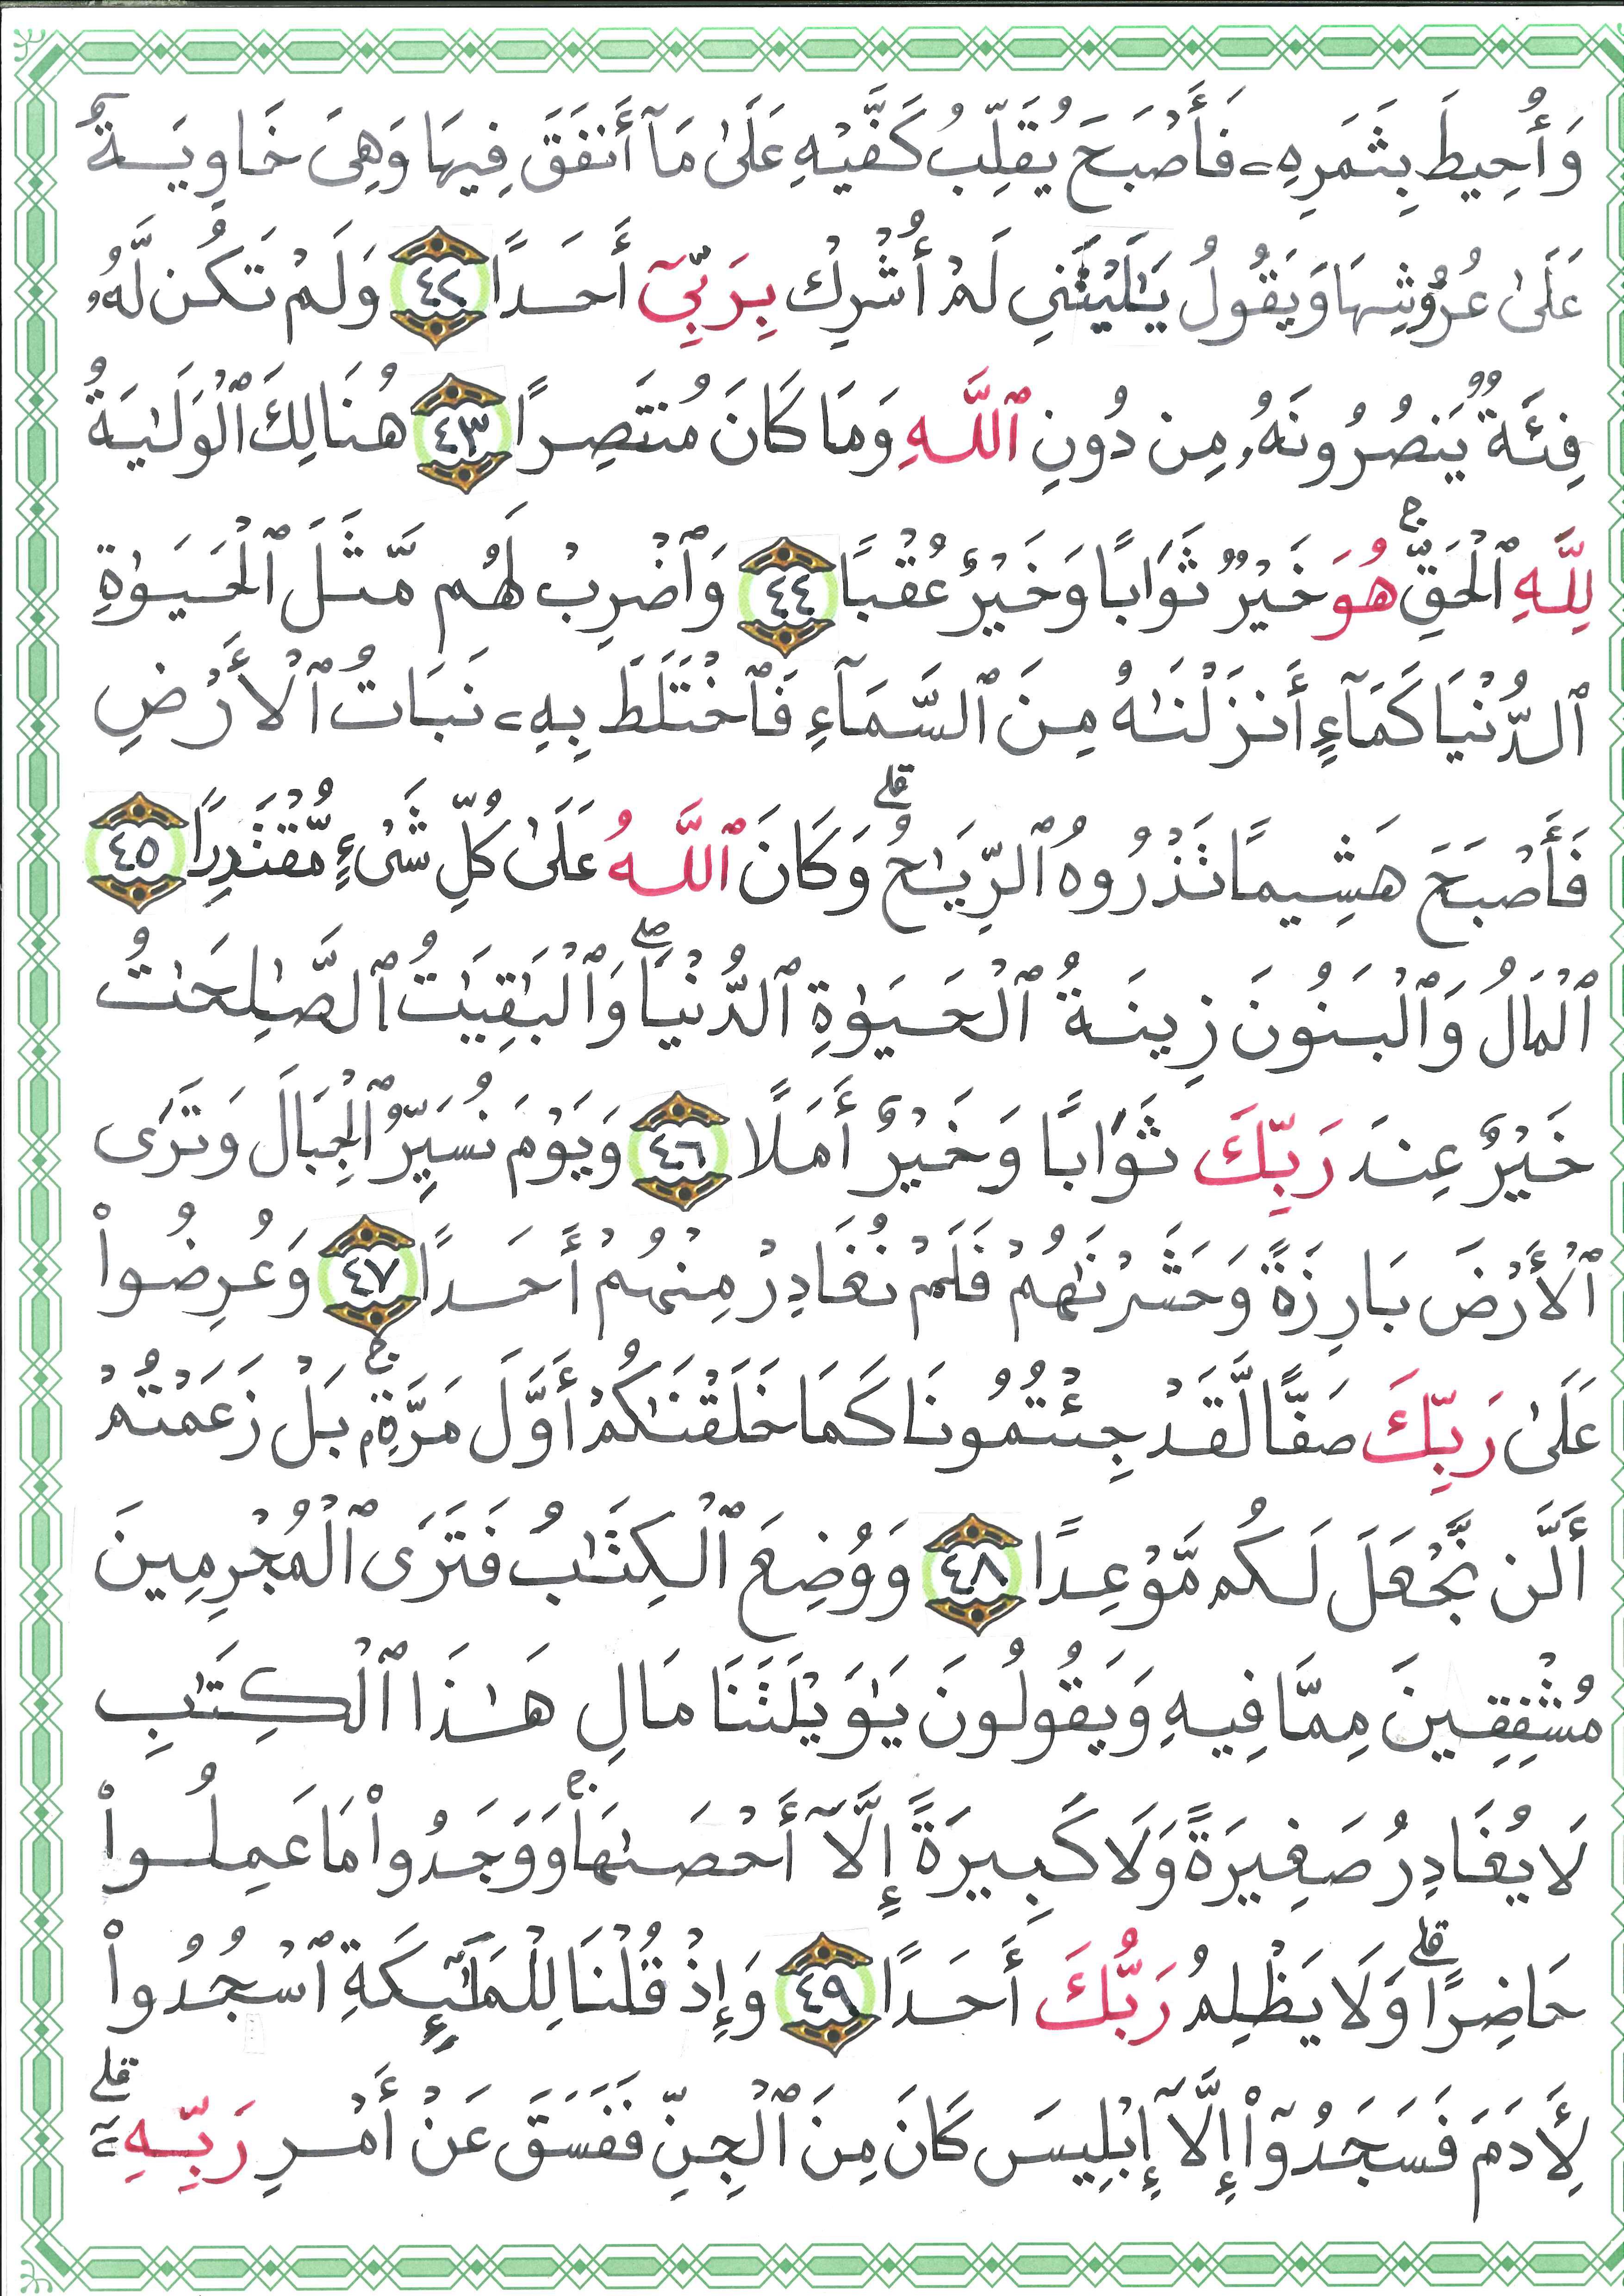 وَأُحِيطَ بِثَمَرِهِۦ فَأَصْبَحَ يُقَلِّبُ كَفَّيْهِ عَلَىٰ مَآ أَنفَقَ فِيهَا وَهِىَ خَاوِيَةٌ
عَلَىٰ عُرُوشِهَا وَيَقُولُ يَـٰلَيْتَنِى لَمْ أُشْرِكْ بِرَبِّىٓ أَحَدًا ٤٢ وَلَمْ تَكُن لَّهُۥ
فِئَةٌ يَنصُرُونَهُۥ مِن دُونِ ٱللَّهِ وَمَا كَانَ مُنتَصِرًا ٤٣ هُنَالِكَ ٱلْوَلَـٰيَةُ
لِلَّهِ ٱلْحَقِّ ۚ هُوَ خَيْرٌ ثَوَابًا وَخَيْرٌ عُقْبًا ٤٤ وَٱضْرِبْ لَهُم مَّثَلَ ٱلْحَيَوٰةِ
ٱلدُّنْيَا كَمَآءٍ أَنزَلْنَـٰهُ مِنَ ٱلسَّمَآءِ فَٱخْتَلَطَ بِهِۦ نَبَاتُ ٱلْأَرْضِ
فَأَصْبَحَ هَشِيمًا تَذْرُوهُ ٱلرِّيَـٰحُ ۗ وَكَانَ ٱللَّهُ عَلَىٰ كُلِّ شَىْءٍ مُّقْتَدِرًا ٤٥
ٱلْمَالُ وَٱلْبَنُونَ زِينَةُ ٱلْحَيَوٰةِ ٱلدُّنْيَا ۖ وَٱلْبَـٰقِيَـٰتُ ٱلصَّـٰلِحَـٰتُ
خَيْرٌ عِندَ رَبِّكَ ثَوَابًا وَخَيْرٌ أَمَلًا ٤٦ وَيَوْمَ نُسَيِّرُ ٱلْجِبَالَ وَتَرَى
ٱلْأَرْضَ بَارِزَةً وَحَشَرْنَـٰهُمْ فَلَمْ نُغَادِرْ مِنْهُمْ أَحَدًا ٤٧ وَعُرِضُوا۟
عَلَىٰ رَبِّكَ صَفًّا لَّقَدْ جِئْتُمُونَا كَمَا خَلَقْنَـٰكُمْ أَوَّلَ مَرَّةٍۭ ۚ بَلْ زَعَمْتُمْ
أَلَّن نَّجْعَلَ لَكُم مَّوْعِدًا ٤٨ وَوُضِعَ ٱلْكِتَـٰبُ فَتَرَى ٱلْمُجْرِمِينَ
مُشْفِقِينَ مِمَّا فِيهِ وَيَقُولُونَ يَـٰوَيْلَتَنَا مَالِ هَـٰذَا ٱلْكِتَـٰبِ
لَا يُغَادِرُ صَغِيرَةً وَلَا كَبِيرَةً إِلَّآ أَحْصَىٰهَا ۚ وَوَجَدُوا۟ مَا عَمِلُوا۟
حَاضِرًا ۗ وَلَا يَظْلِمُ رَبُّكَ أَحَدًا ٤٩ وَإِذْ قُلْنَا لِلْمَلَـٰٓئِكَةِ ٱسْجُدُوا۟
لِـَٔادَمَ فَسَجَدُوٓا۟ إِلَّآ إِبْلِيسَ كَانَ مِنَ ٱلْجِنِّ فَفَسَقَ عَنْ أَمْرِ رَبِّهِۦٓ ۗ